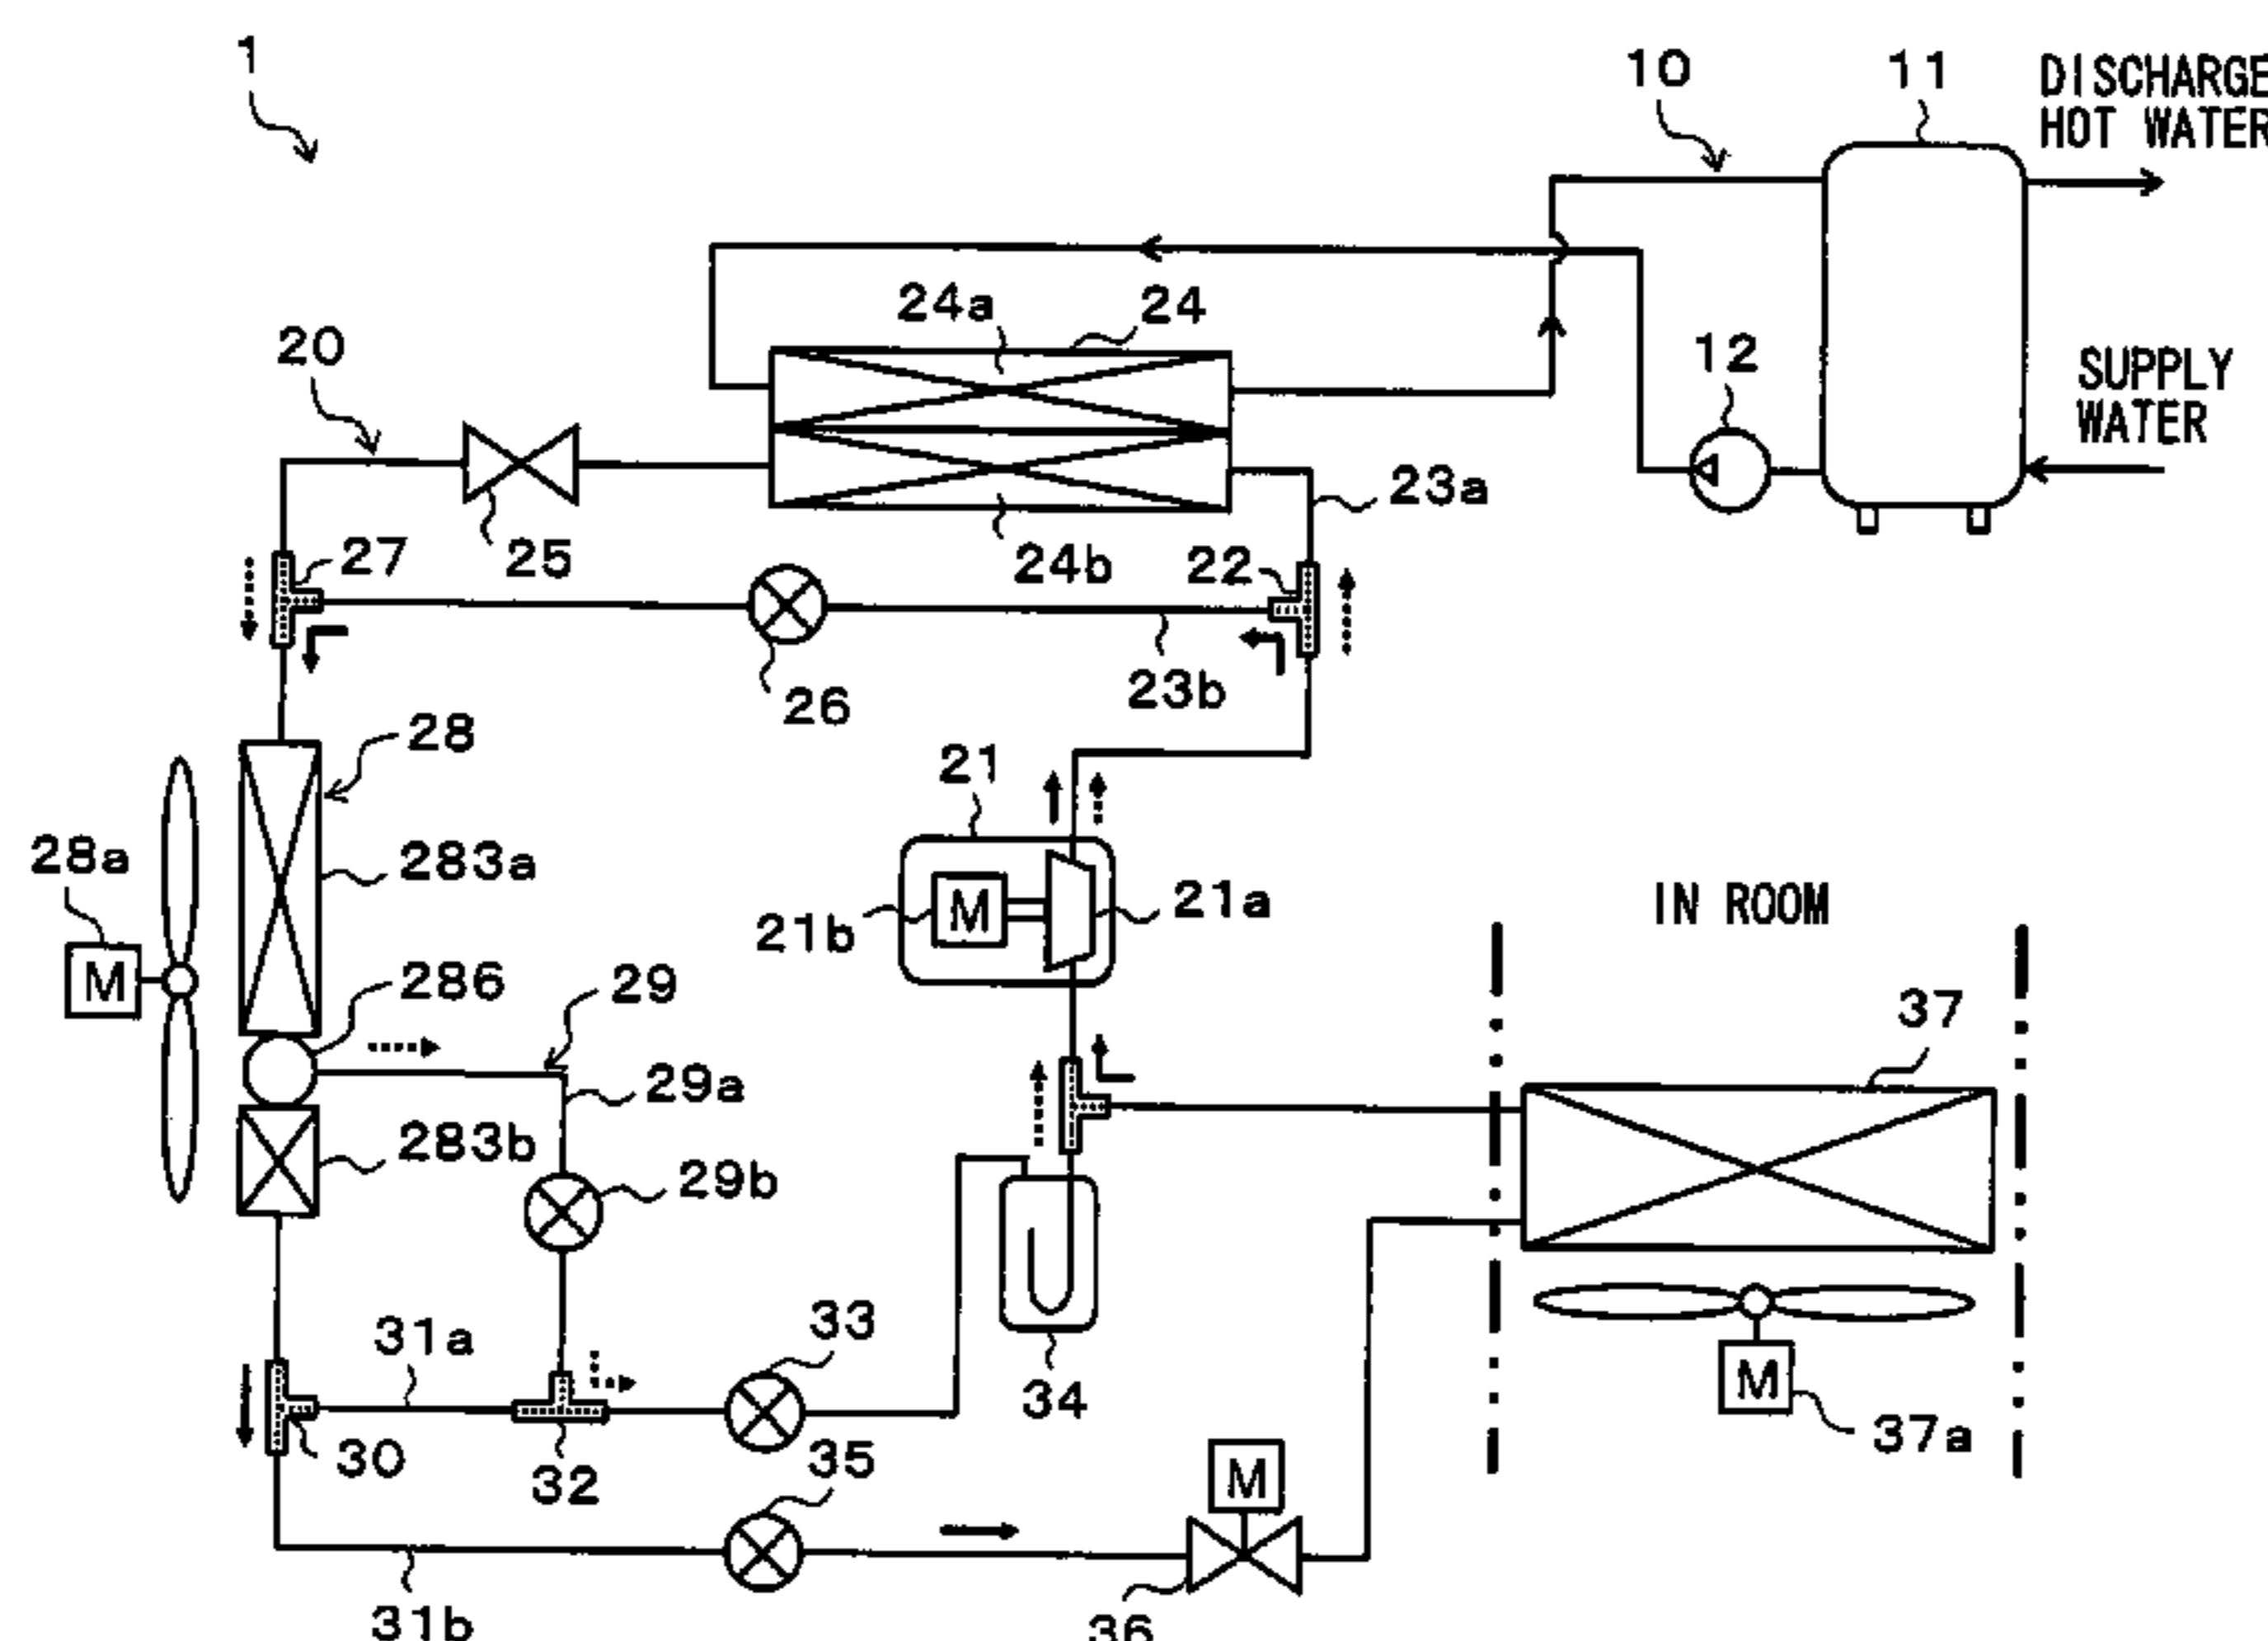 1
10
11
DISCHARGE
HOT WATER
24a
24
20
12
SUPPLY
WATER
23a
27
25
24b
22
26
23b
28
21
28a
283a
21b
M
21a
IN ROOM
M
286
29
37
29a
283b
29b
31a
33
34
M
37a
30
32
35
M
31b
36